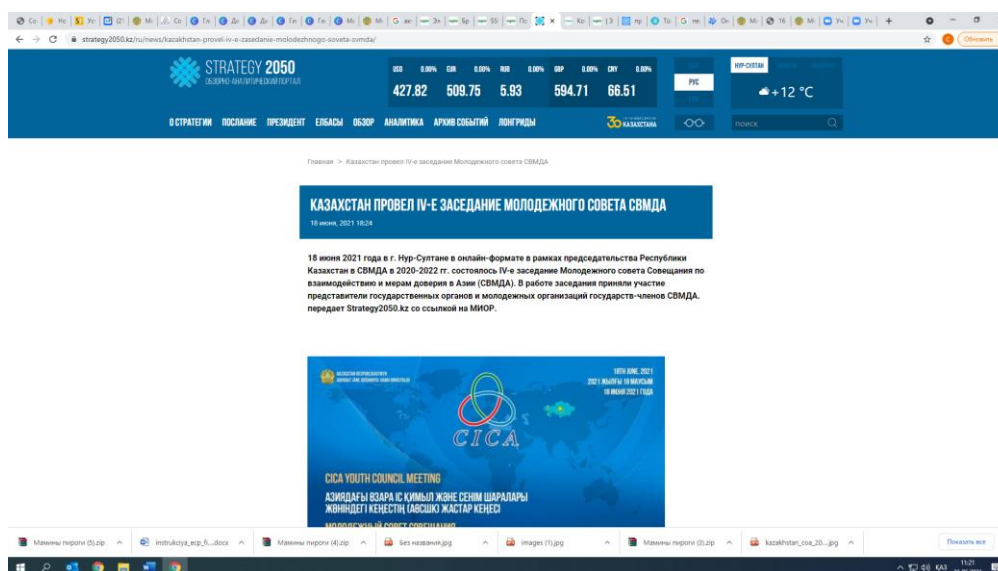 strategy2050.kz/ru/news/kazakhstan-provel-iv-e-zasedanie-molodezhnogo-soveta-svmda/
Обновить
STRATEGY 2050
ОБЗОРНО-АНАЛИТИЧЕСКИЙ ПОРТАЛ
USD 0.00% EUR 0.00% RUB 0.00% GBP 0.00% CNY 0.00%
427.82 509.75 5.93 594.71 66.51
РУС
НУР-СУЛТАН
+12 °C
О СТРАТЕГИИ ПОСЛАНИЕ ПРЕЗИДЕНТ ЕЛБАСЫ ОБЗОР АНАЛИТИКА АРХИВ СОБЫТИЙ ЛОНГРИДЫ
КАЗАХСТАНА
ПОИСК
Главная > Казахстан провел IV-е заседание Молодежного совета СВМДА
КАЗАХСТАН ПРОВЕЛ IV-Е ЗАСЕДАНИЕ МОЛОДЕЖНОГО СОВЕТА СВМДА
18 июня, 2021 18:24
18 июня 2021 года в г. Нур-Султане в онлайн-формате в рамках председательства Республики
Казахстан в СВМДА в 2020-2022 гг. состоялось IV-е заседание Молодежного совета Совещания по
взаимодействию и мерам доверия в Азии (СВМДА). В работе заседания приняли участие
представители государственных органов и молодежных организаций государств-членов СВМДА.
передает Strategy2050.kz со ссылкой на МИОР.
18TH JUNE, 2021
2021 ЖЫЛҒЫ 18 МАУСЫМ
18 ИЮНЯ 2021 ГОДА
CICA
CICA YOUTH COUNCIL MEETING
АЗИЯДАҒЫ ӨЗАРА ІС ҚИМЫЛ ЖӘНЕ СЕНІМ ШАРАЛАРЫ
ЖӨНІНДЕГІ КЕҢЕСТІҢ (АӨСШК) ЖАСТАР КЕҢЕСІ
МОЛОДЕЖНЫЙ СОВЕТ СОВЕЩАНИЯ
Мамины пироги (5).zip
instrukciya_ecp_fi....docx
Мамины пироги (4).zip
Без названия.jpg
images (1).jpg
Мамины пироги (3).zip
kazakhstan_coa_20....jpg
Показать все
ҚАЗ
11:21